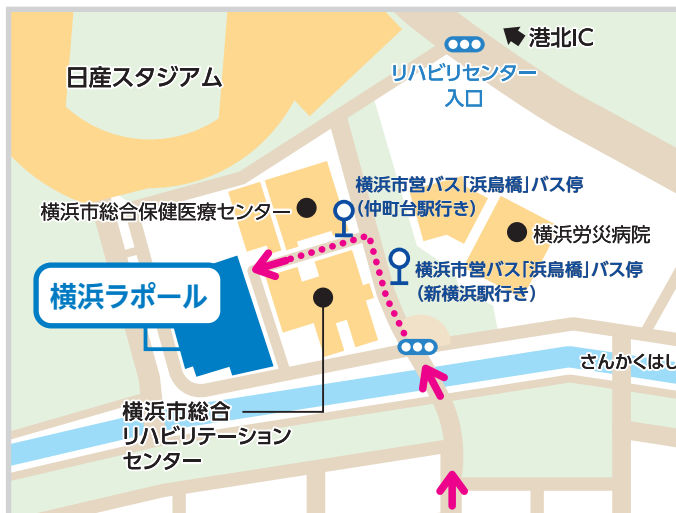 港北IC
日産スタジアム
リハビリセンター
入口
横浜市営バス「浜鳥橋」バス停
(仲町台駅行き)
横浜市総合保健医療センター
横浜労災病院
横浜市営バス「浜鳥橋」バス停
(新横浜駅行き)
横浜ラポール
さんかくはし
横浜市総合
リハビリテーション
センター